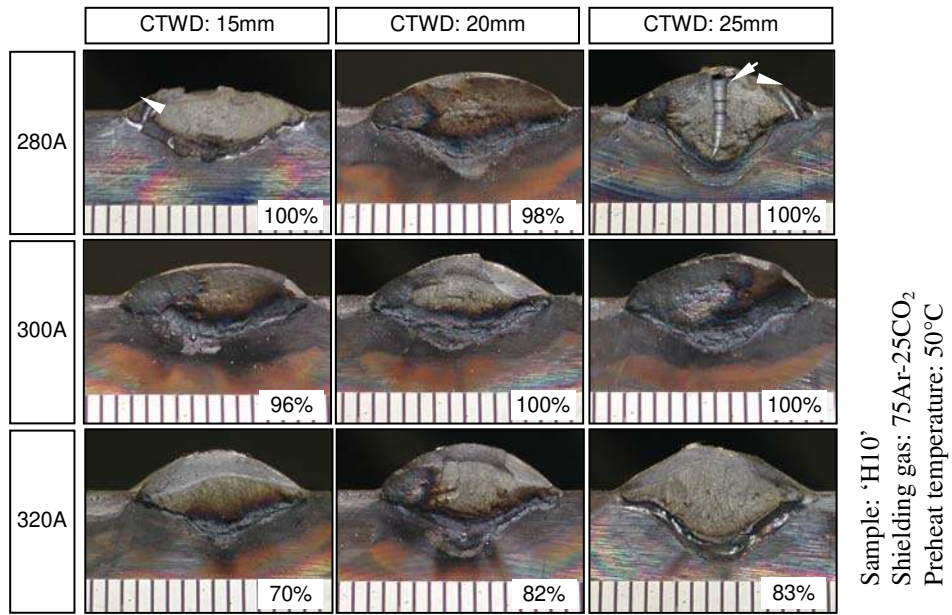 CTWD: 15mm
CTWD: 20mm
CTWD: 25mm
280A
100%
98%
100%
300A
96%
100%
100%
320A
70%
82%
83%
Sample: ‘H10’
Shielding gas: 75Ar-25CO₂
Preheat temperature: 50°C